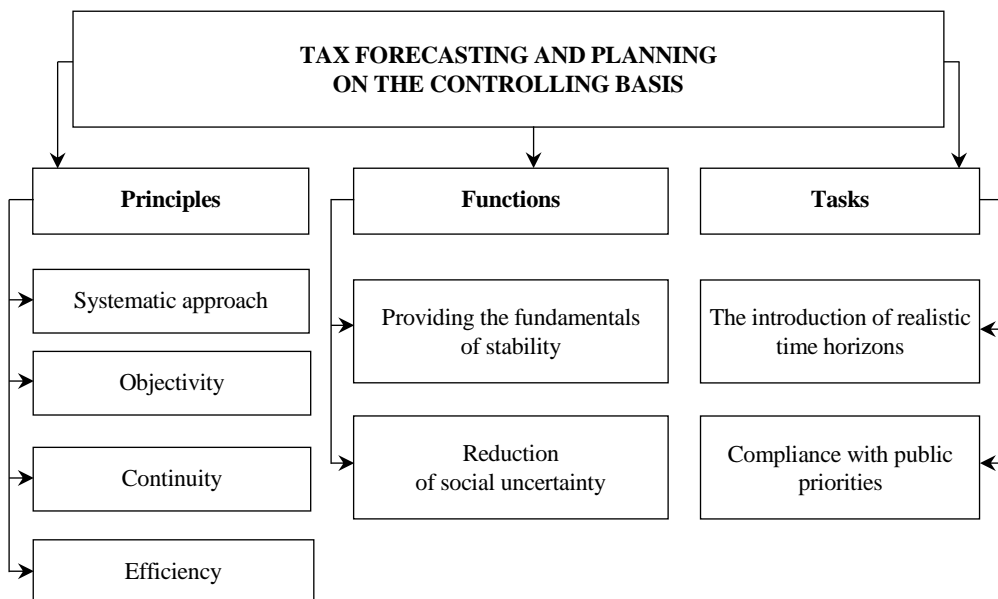 TAX FORECASTING AND PLANNING
ON THE CONTROLLING BASIS
Principles
Functions
Tasks
Systematic approach
Objectivity
Continuity
Efficiency
Providing the fundamentals
of stability
Reduction
of social uncertainty
The introduction of realistic
time horizons
Compliance with public
priorities